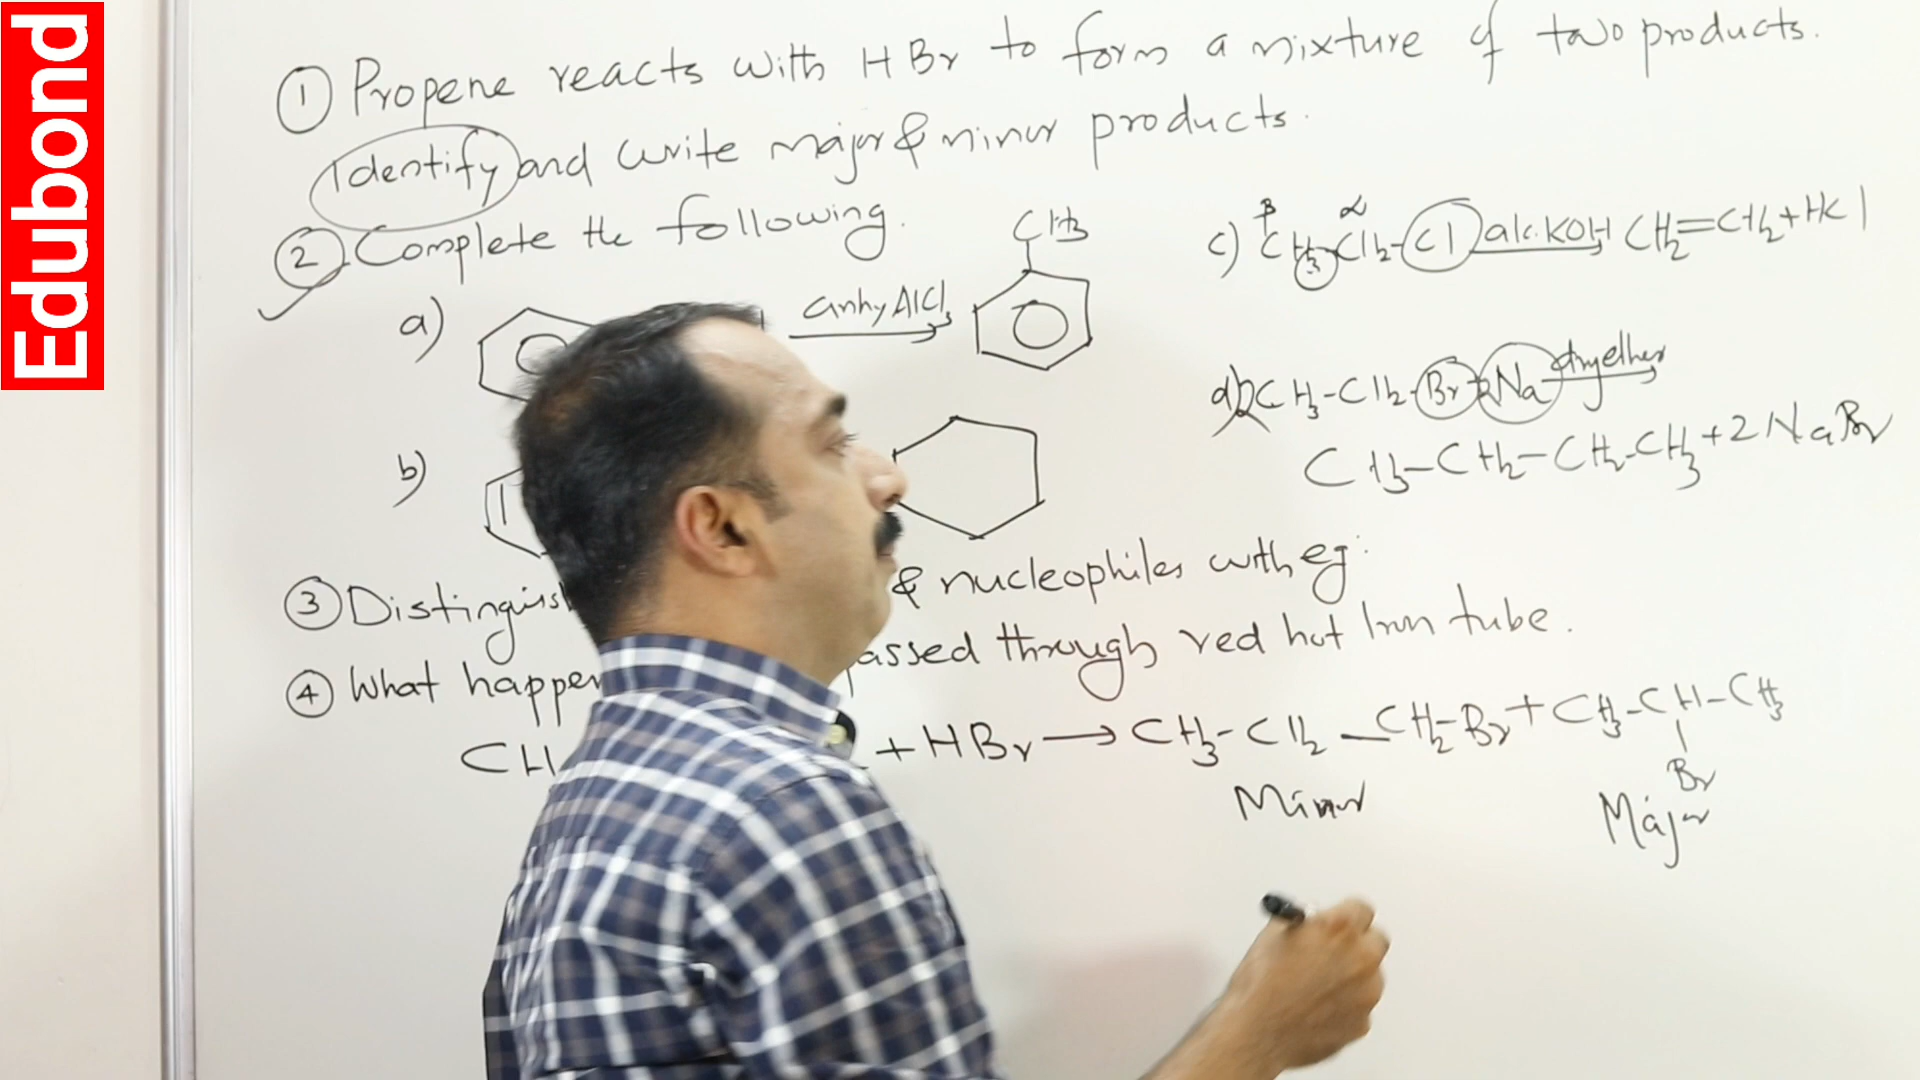 Edubond
① Propene reacts with HBr to form a mixture of two products.
Identify and write major & minor products.
② Complete the following.
a)
anhy AlCl3
CH3
b)
c) CH3-CH2-Cl alc.KOH CH2=CH2+HCl
β α
d) 2CH3-CH2-Br+2Na dryether
CH3-CH2-CH2-CH3+2NaBr
③ Distinguish & nucleophiles with eg:
④ What happen assed through red hot Iron tube.
CH +HBr→CH3-CH2-CH2-Br+CH3-CH-CH3
Br
Minor
Major